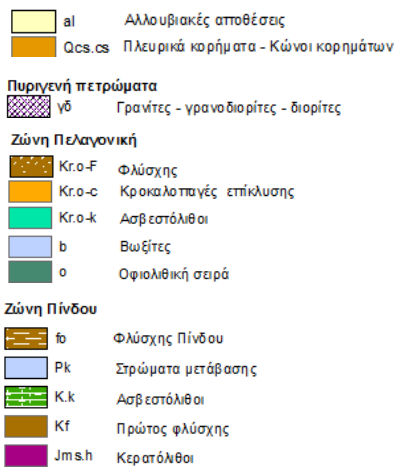 al Αλλουβιακές αποθέσεις
Qcs.cs Πλευρικά κορήματα - Κώνοι κορημάτων
Πυριγενή πετρώματα
γδ Γρανίτες - γρανοδιορίτες - διορίτες
Ζώνη Πελαγονική
Kr.o-F Φλύσχης
Kr.o-c Κροκαλοπαγές επίκλυσης
Kr.o-k Ασβεστόλιθοι
b Βωξίτες
o Οφιολιθική σειρά
Ζώνη Πίνδου
fo Φλύσχης Πίνδου
Pk Στρώματα μετάβασης
K.k Ασβεστόλιθοι
Kf Πρώτος φλύσχης
Jms.h Κερατόλιθοι